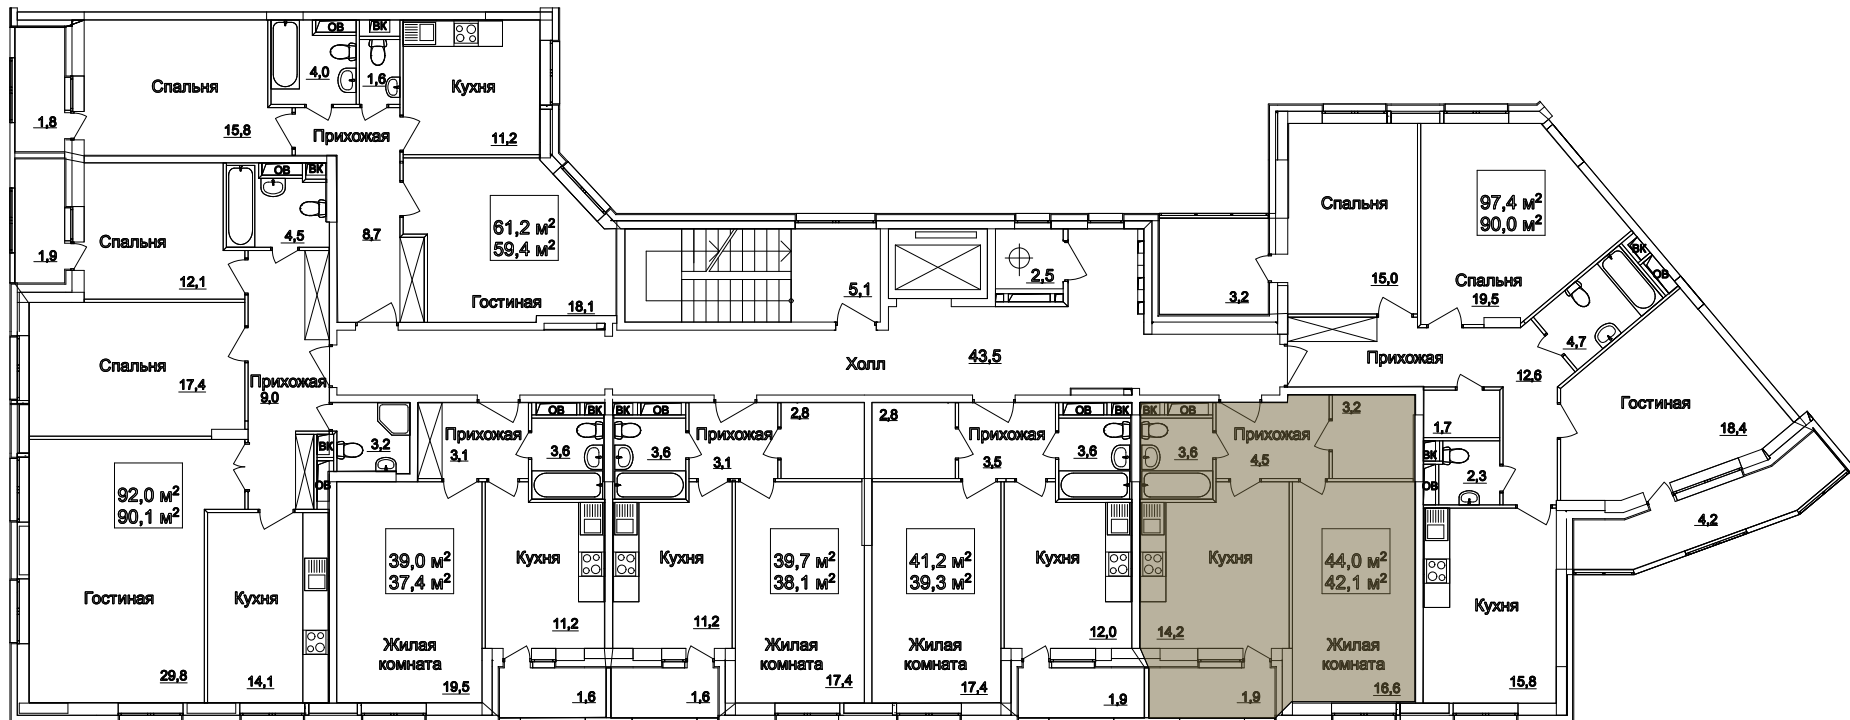 ОВ
ВК
4,0
1,6
Кухня
11,2
Спальня
15,8
1,8
Прихожая
8,7
61,2 м²
59,4 м²
Гостиная
18,1
ОВ
ВК
4,5
Спальня
12,1
1,9
Спальня
17,4
Прихожая
9,0
ВК
ОВ
3,2
92,0 м²
90,1 м²
Гостиная
29,8
Кухня
14,1
5,1
2,5
Холл
43,5
3,2
Спальня
15,0
97,4 м²
90,0 м²
Спальня
19,5
ВК
ОВ
4,7
Прихожая
12,6
Гостиная
18,4
1,7
ВК
ОВ
2,3
4,2
Кухня
15,8
Прихожая
3,1
ОВ
ВК
3,6
39,0 м²
37,4 м²
Кухня
11,2
Жилая
комната
19,5
1,6
ВК
ОВ
3,6
Прихожая
3,1
2,8
Кухня
11,2
39,7 м²
38,1 м²
Жилая
комната
17,4
1,6
2,8
Прихожая
3,5
ОВ
ВК
3,6
41,2 м²
39,3 м²
Кухня
12,0
Жилая
комната
17,4
1,9
ВК
ОВ
3,6
Прихожая
4,5
3,2
Кухня
14,2
44,0 м²
42,1 м²
Жилая
комната
16,6
1,9